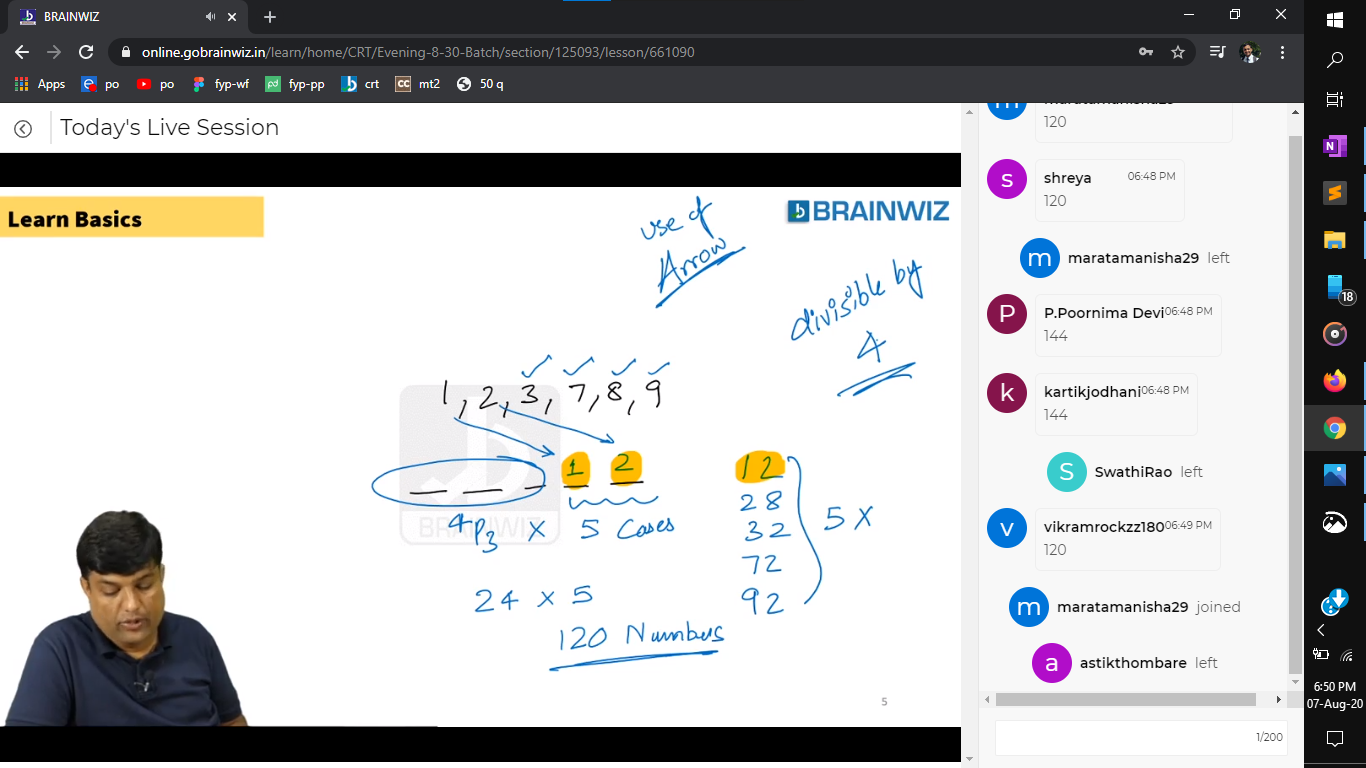 BRAINWIZ
online.gobrainwiz.in/learn/home/CRT/Evening-8-30-Batch/section/125093/lesson/661090
Apps po po fyp-wf fyp-pp crt mt2 50 q
Today's Live Session
Learn Basics
BRAINWIZ
use of
Arrow
divisible by
4
1, 2, 3, 7, 8, 9
1 2
4P3 X 5 Cases
24 x 5
120 Numbers
12
28
32
72
92
5 X
BRAINWIZ
5
maratamanisha29
120
shreya 06:48 PM
120
maratamanisha29 left
P.Poornima Devi 06:48 PM
144
kartikjodhani 06:48 PM
144
SwathiRao left
vikramrockzz180 06:49 PM
120
maratamanisha29 joined
astikthombare left
1/200
18
6:50 PM
07-Aug-20